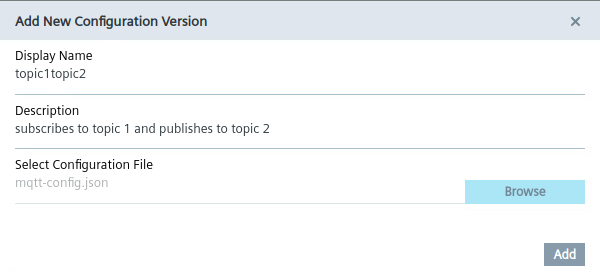 Add New Configuration Version
Display Name
topic1topic2
Description
subscribes to topic 1 and publishes to topic 2
Select Configuration File
mqtt-config.json
Browse
Add